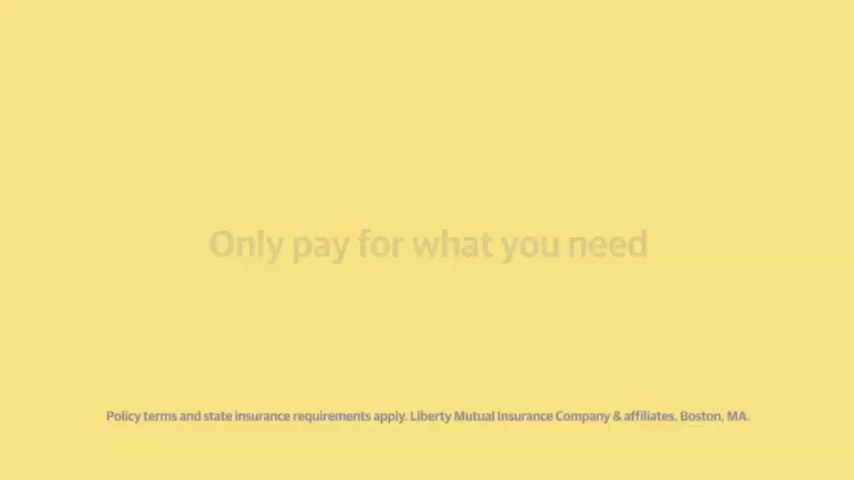 Only pay for what you need
Policy terms and state insurance requirements apply. Liberty Mutual Insurance Company & affiliates, Boston, MA.